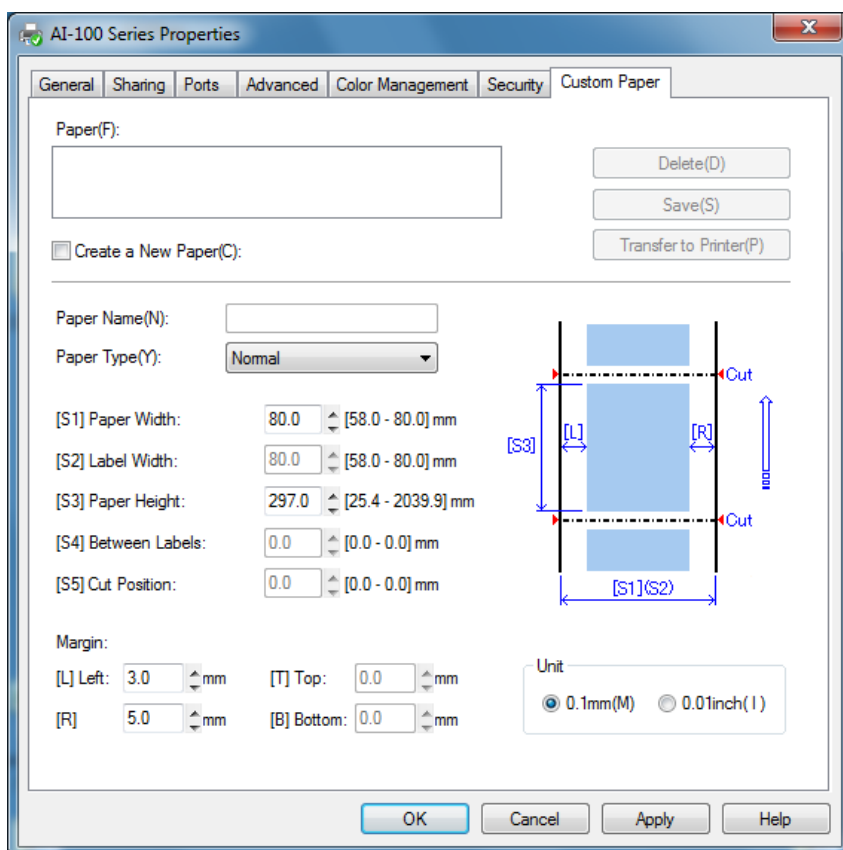 AI-100 Series Properties
General Sharing Ports Advanced Color Management Security Custom Paper
Paper(F):
Delete(D)
Save(S)
Create a New Paper(C): Transfer to Printer(P)
Paper Name(N):
Paper Type(Y): Normal
Cut
[S1] Paper Width: 80.0 [58.0 - 80.0] mm
[S3] [L] [R]
[S2] Label Width: 80.0 [58.0 - 80.0] mm
[S3] Paper Height: 297.0 [25.4 - 2039.9] mm
Cut
[S4] Between Labels: 0.0 [0.0 - 0.0] mm
[S5] Cut Position: 0.0 [0.0 - 0.0] mm
[S1](S2)
Margin:
Unit
[L] Left: 3.0 mm [T] Top: 0.0 mm
0.1mm(M) 0.01inch( I )
[R] 5.0 mm [B] Bottom: 0.0 mm
OK Cancel Apply Help